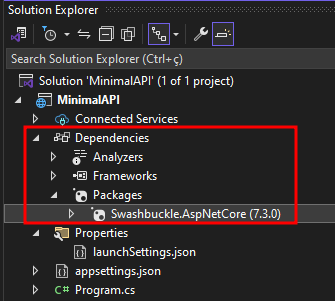 Solution Explorer
Search Solution Explorer (Ctrl+ç)
Solution 'MinimalAPI' (1 of 1 project)
MinimalAPI
Connected Services
Dependencies
Analyzers
Frameworks
Packages
Swashbuckle.AspNetCore (7.3.0)
Properties
launchSettings.json
appsettings.json
C# Program.cs